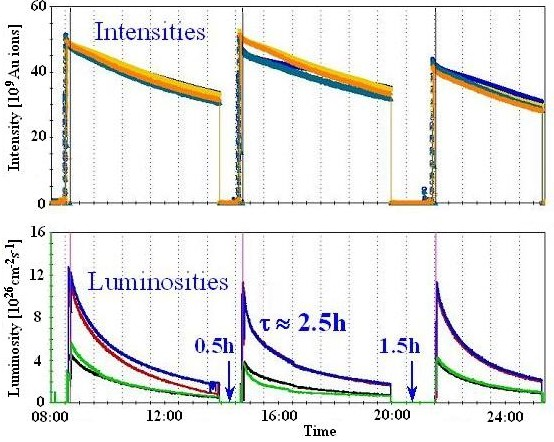 60
Intensities
40
20
0
Intensity [10⁹ Au ions]
16
Luminosities
12
τ ≈ 2.5h
0.5h
1.5h
8
4
0
Luminosity [10²⁶cm⁻²s⁻¹]
08:00 12:00 16:00 20:00 24:00
Time